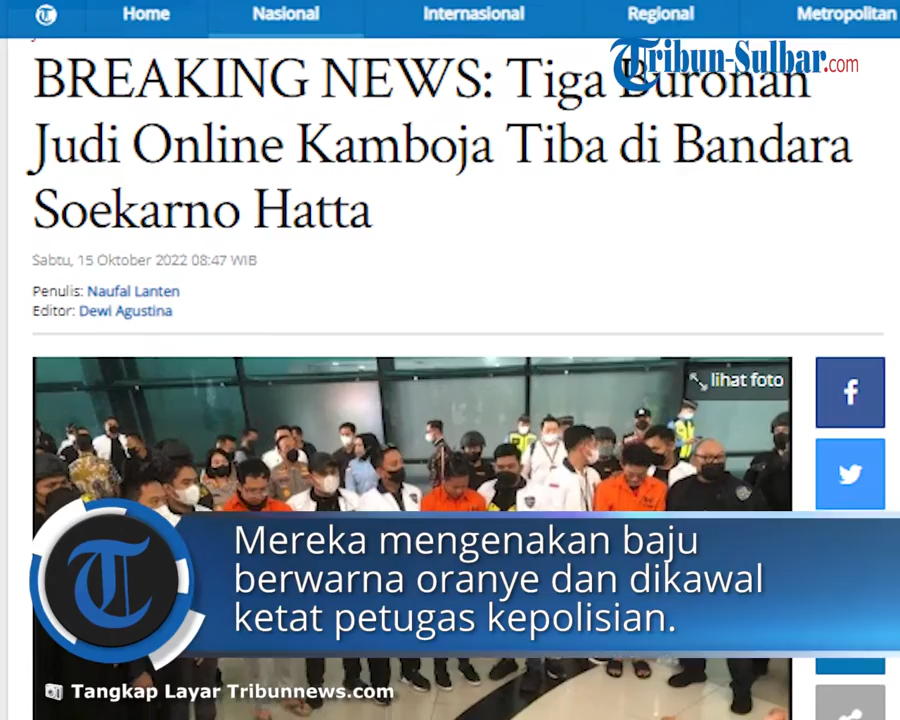 Home Nasional Internasional Regional Metropolitan
Tribun-Sulbar.com
BREAKING NEWS: Tiga Buronan
Judi Online Kamboja Tiba di Bandara
Soekarno Hatta
Sabtu, 15 Oktober 2022 08:47 WIB
Penulis: Naufal Lanten
Editor: Dewi Agustina
lihat foto
Mereka mengenakan baju
berwarna oranye dan dikawal
ketat petugas kepolisian.
Tangkap Layar Tribunnews.com